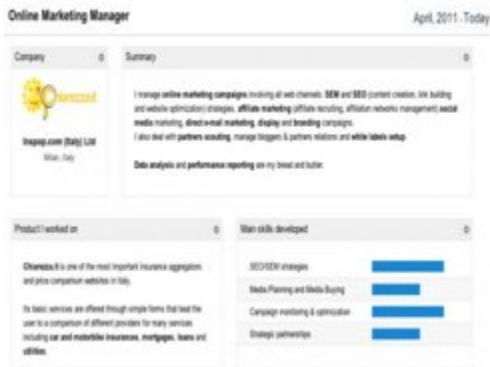 Online Marketing Manager
April, 2011 - Today
Company
Summary
I manage online marketing campaigns involving all web channels: SEM and SEO (content creation, link building
and website optimization) strategies, affiliate marketing (affiliate recruiting, affiliation networks management) social
media marketing, direct e-mail marketing, display and branding campaigns.
I also deal with partners scouting, manage bloggers & partners relations and white labels setup.
Data analysis and performance reporting are my bread and butter.
(Italy) Ltd
Milan, Italy
Product I worked on
Chiarezza.it is one of the most important insurance aggregators
and price comparison websites in Italy.
Its basic services are offered through simple forms that lead the
user to a comparison of different providers for many services
including car and motorbike insurances, mortgages, loans and
utilities.
Main skills developed
SEO/SEM strategies
Media Planning and Media Buying
Campaign monitoring & optimization
Strategic partnerships